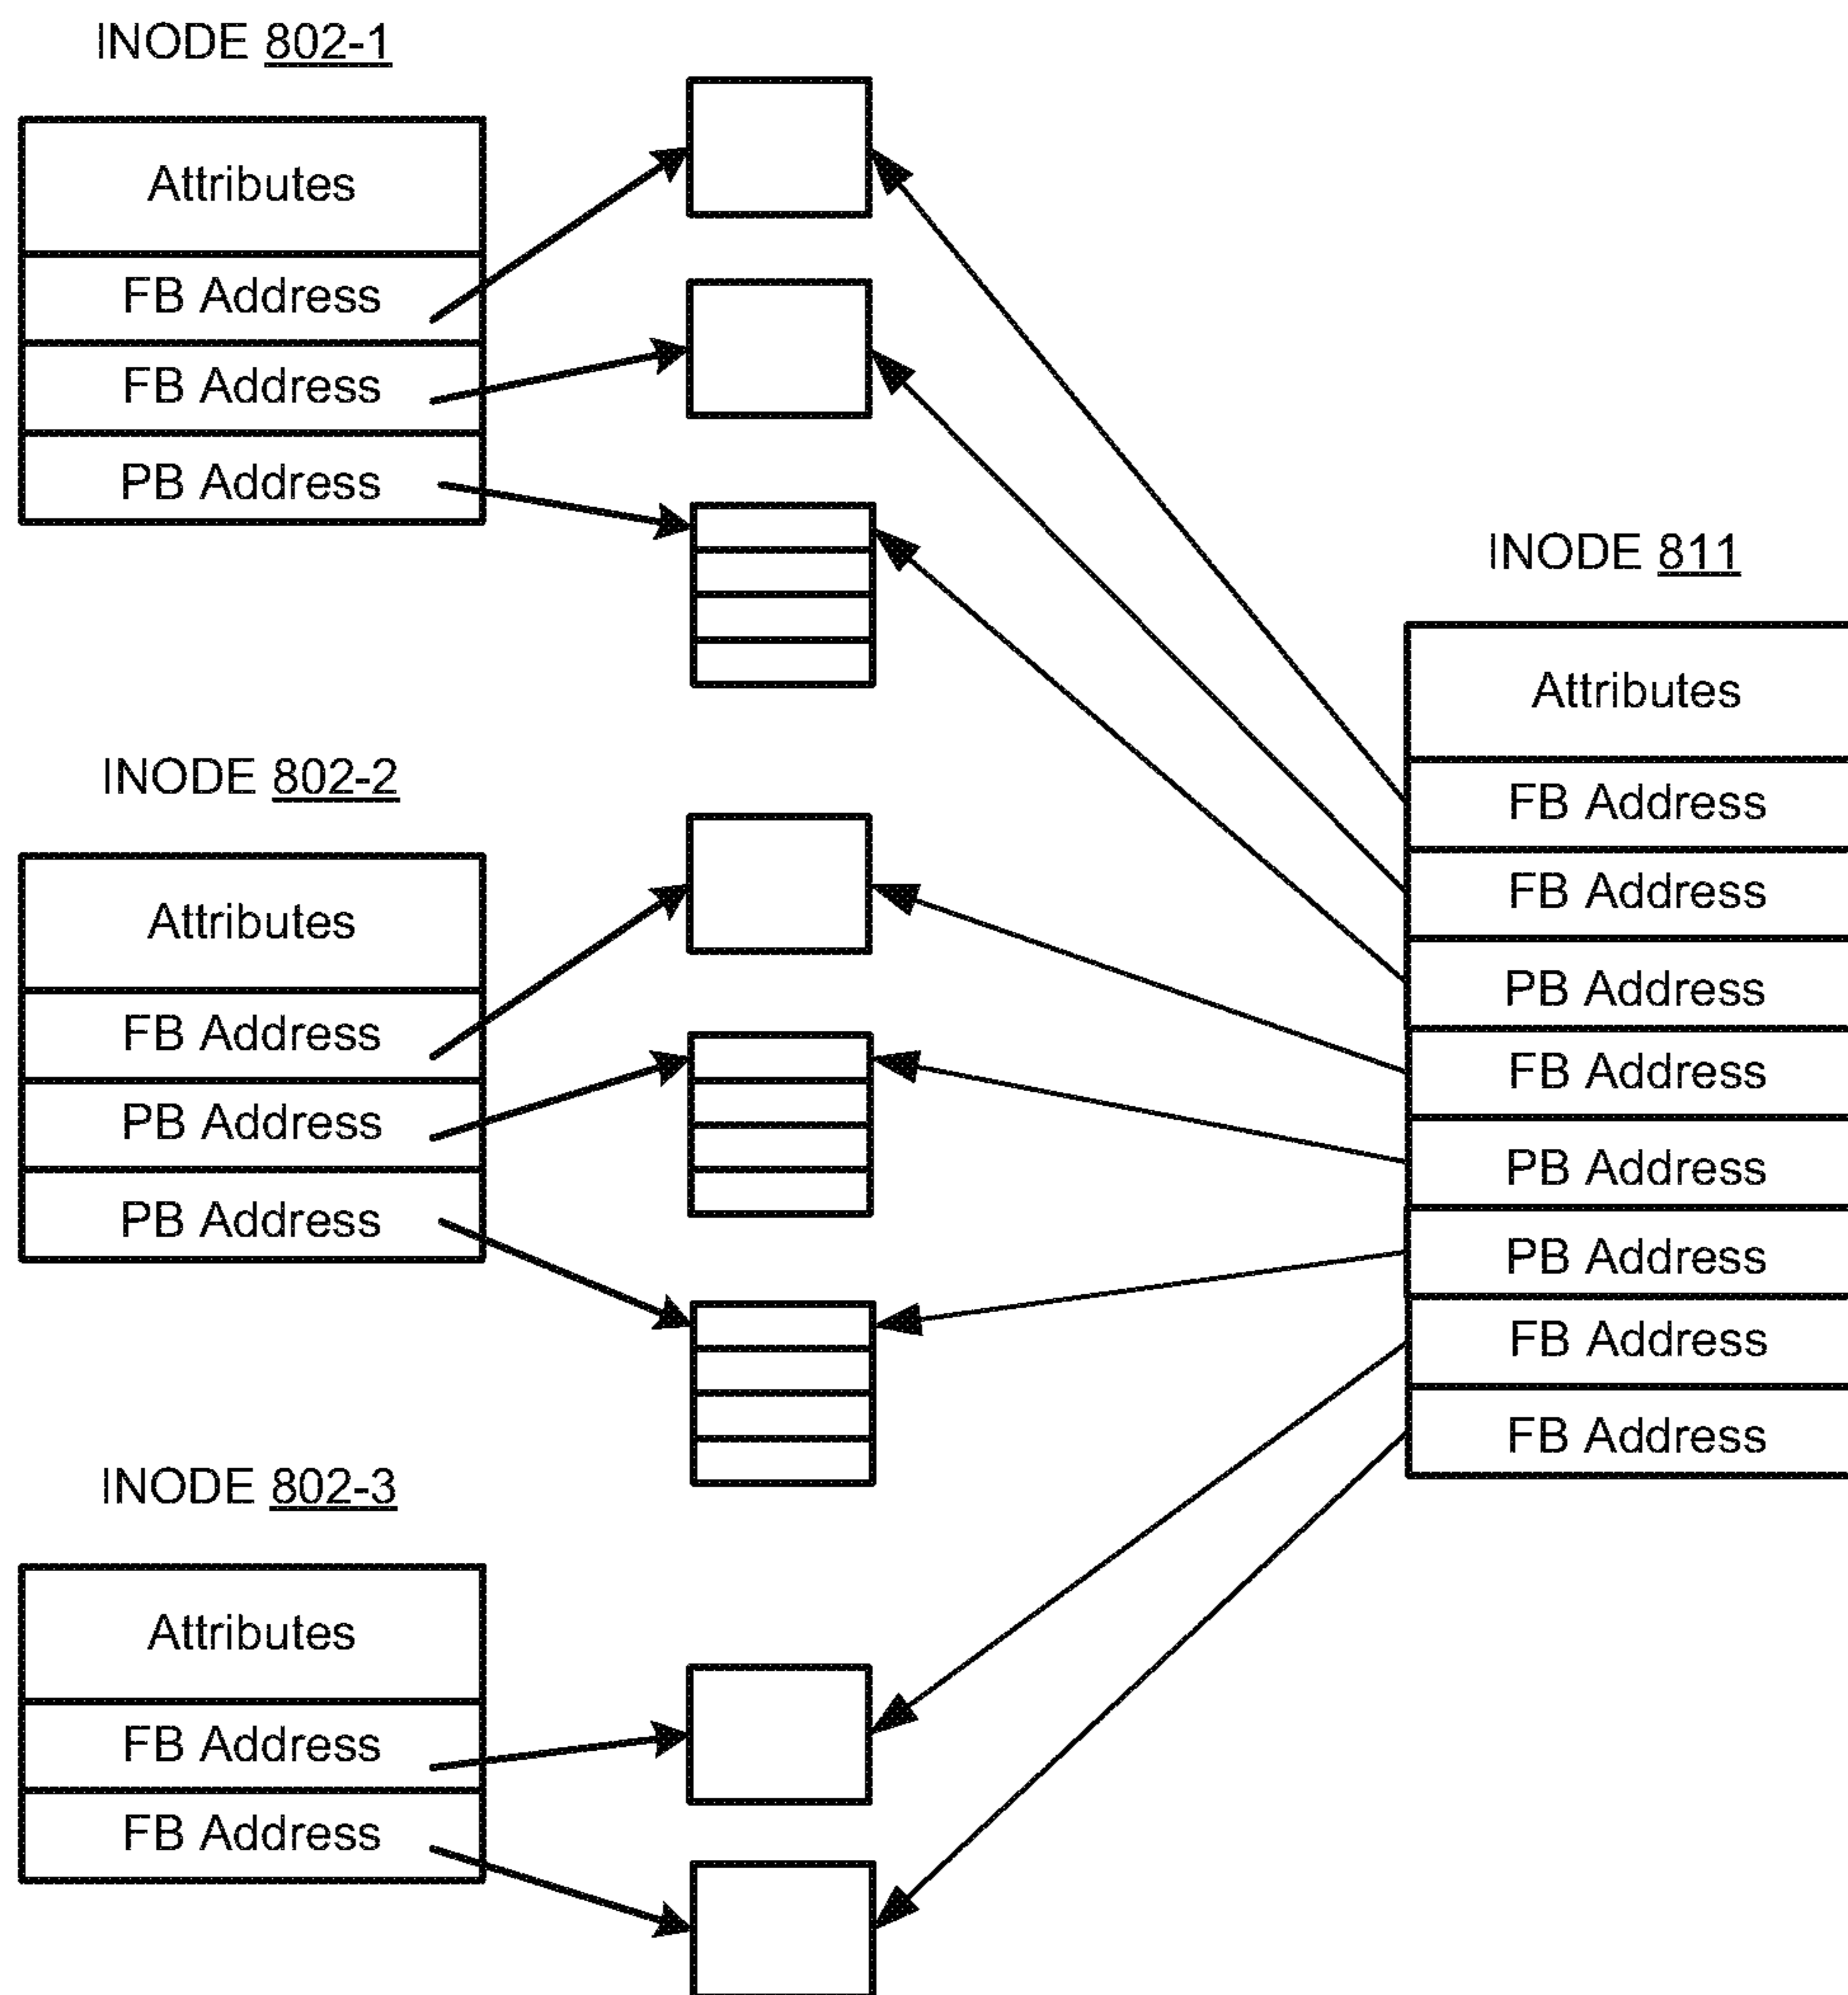 INODE 802-1
Attributes
FB Address
FB Address
PB Address
INODE 802-2
Attributes
FB Address
PB Address
PB Address
INODE 802-3
Attributes
FB Address
FB Address
INODE 811
Attributes
FB Address
FB Address
PB Address
FB Address
PB Address
PB Address
FB Address
FB Address